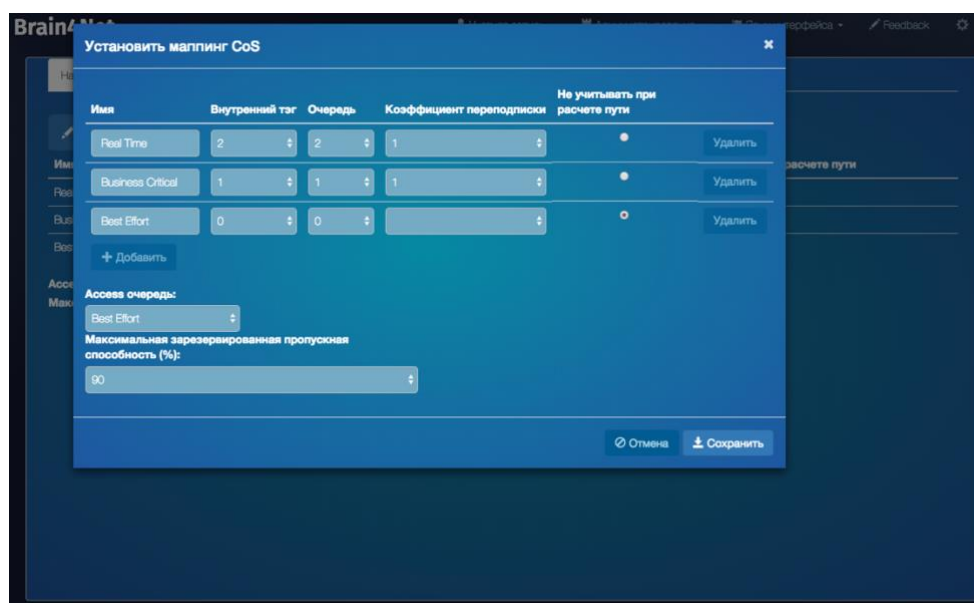 Brain4Net
Feedback
Установить маппинг CoS
Имя Внутренний тэг Очередь Коэффициент переподписки Не учитывать при расчете пути
Real Time 2 2 1 Удалить
Business Critical 1 1 1 Удалить
Best Effort 0 0 Удалить
расчете пути
+ Добавить
Access очередь:
Best Effort
Максимальная зарезервированная пропускная
способность (%):
90
Отмена Сохранить